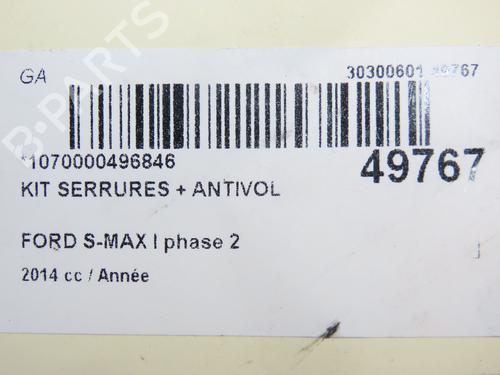 GA
30300601 49767
*1070000496846
49767
KIT SERRURES + ANTIVOL
FORD S-MAX I phase 2
2014 cc / Année
B-PARTS